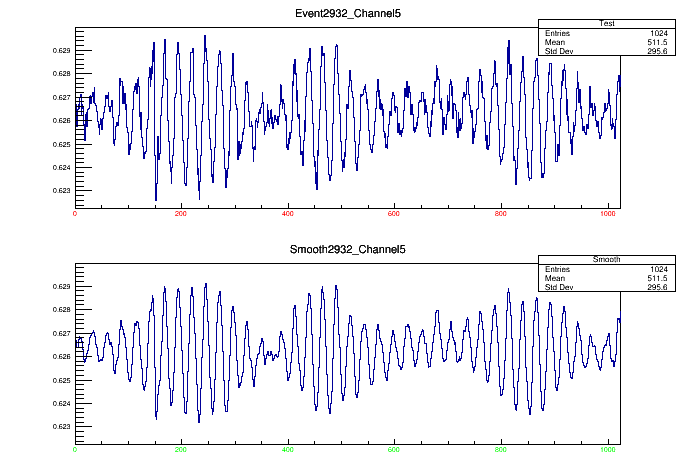 Event2932_Channel5
Test
Entries 1024
Mean 511.5
Std Dev 295.6
0.629
0.628
0.627
0.626
0.625
0.624
0.623
0 200 400 600 800 1000
Smooth2932_Channel5
Smooth
Entries 1024
Mean 511.5
Std Dev 295.6
0.629
0.628
0.627
0.626
0.625
0.624
0.623
0 200 400 600 800 1000